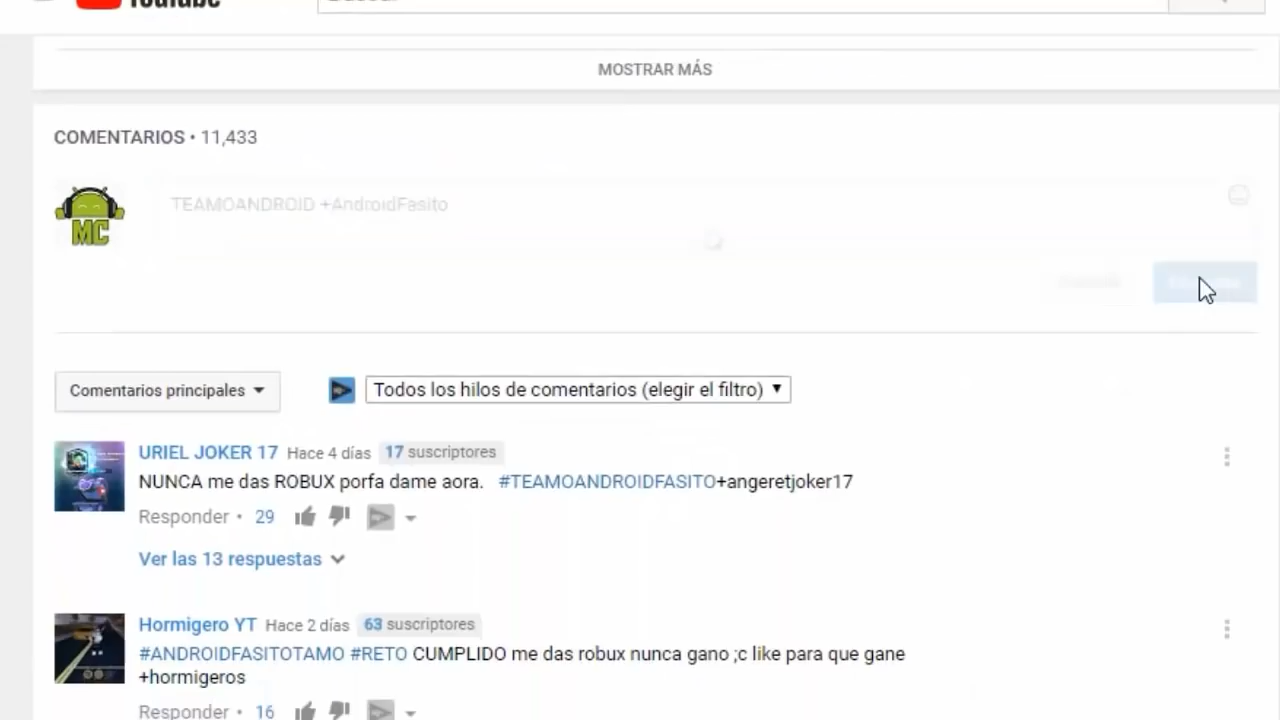 YouTube
MOSTRAR MÁS
COMENTARIOS • 11,433
TEAMOANDROID +AndroidFasito
MC
Comentarios principales
Todos los hilos de comentarios (elegir el filtro)
URIEL JOKER 17 Hace 4 días 17 suscriptores
NUNCA me das ROBUX porfa dame aora. #TEAMOANDROIDFASITO+angeretjoker17
Responder • 29
Ver las 13 respuestas
Hormigero YT Hace 2 días 63 suscriptores
#ANDROIDFASITOTAMO #RETO CUMPLIDO me das robux nunca gano ;c like para que gane
+hormigeros
Responder • 16